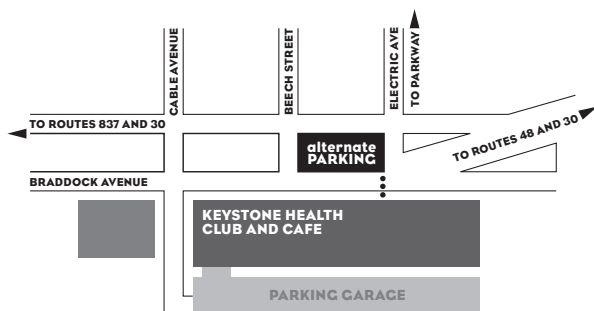 CABLE AVENUE
BEECH STREET
ELECTRIC AVE
TO PARKWAY
TO ROUTES 837 AND 30
alternate
PARKING
TO ROUTES 48 AND 30
BRADDOCK AVENUE
KEYSTONE HEALTH
CLUB AND CAFE
PARKING GARAGE